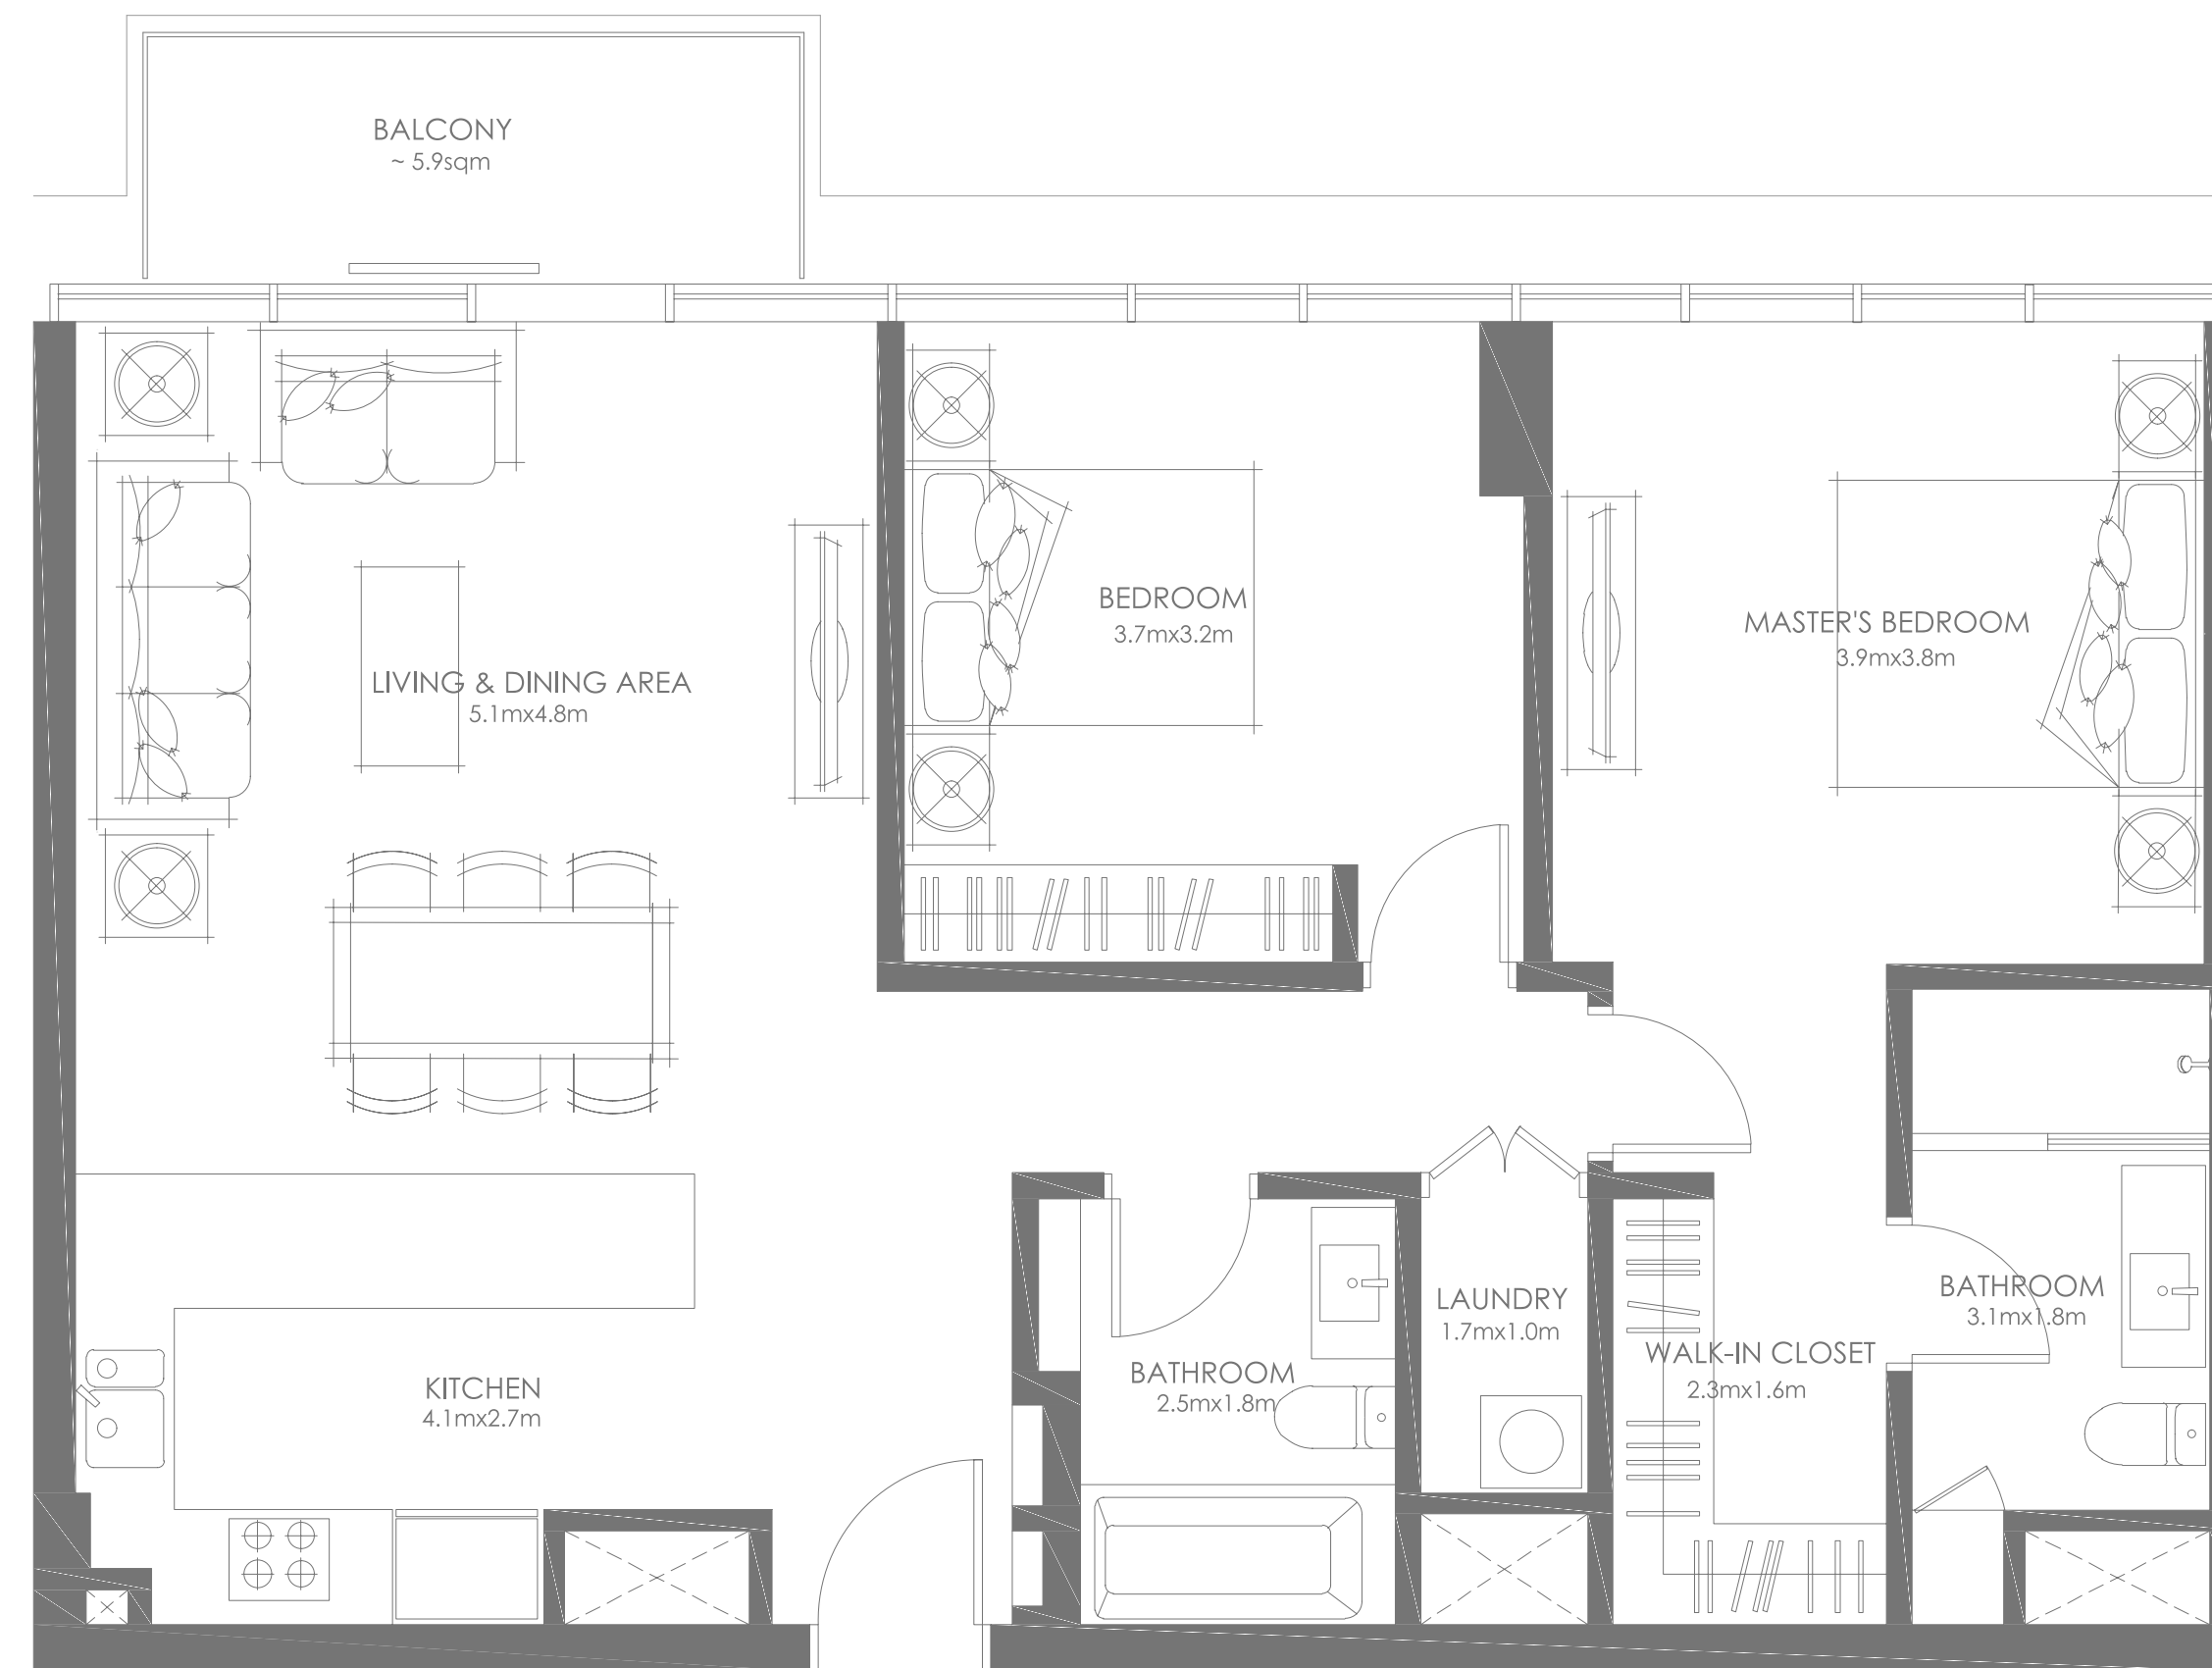 BALCONY
~ 5.9sqm
BEDROOM
3.7mx3.2m
MASTER'S BEDROOM
3.9mx3.8m
LIVING & DINING AREA
5.1mx4.8m
LAUNDRY
1.7mx1.0m
BATHROOM
3.1mx1.8m
WALK-IN CLOSET
2.3mx1.6m
KITCHEN
4.1mx2.7m
BATHROOM
2.5mx1.8m